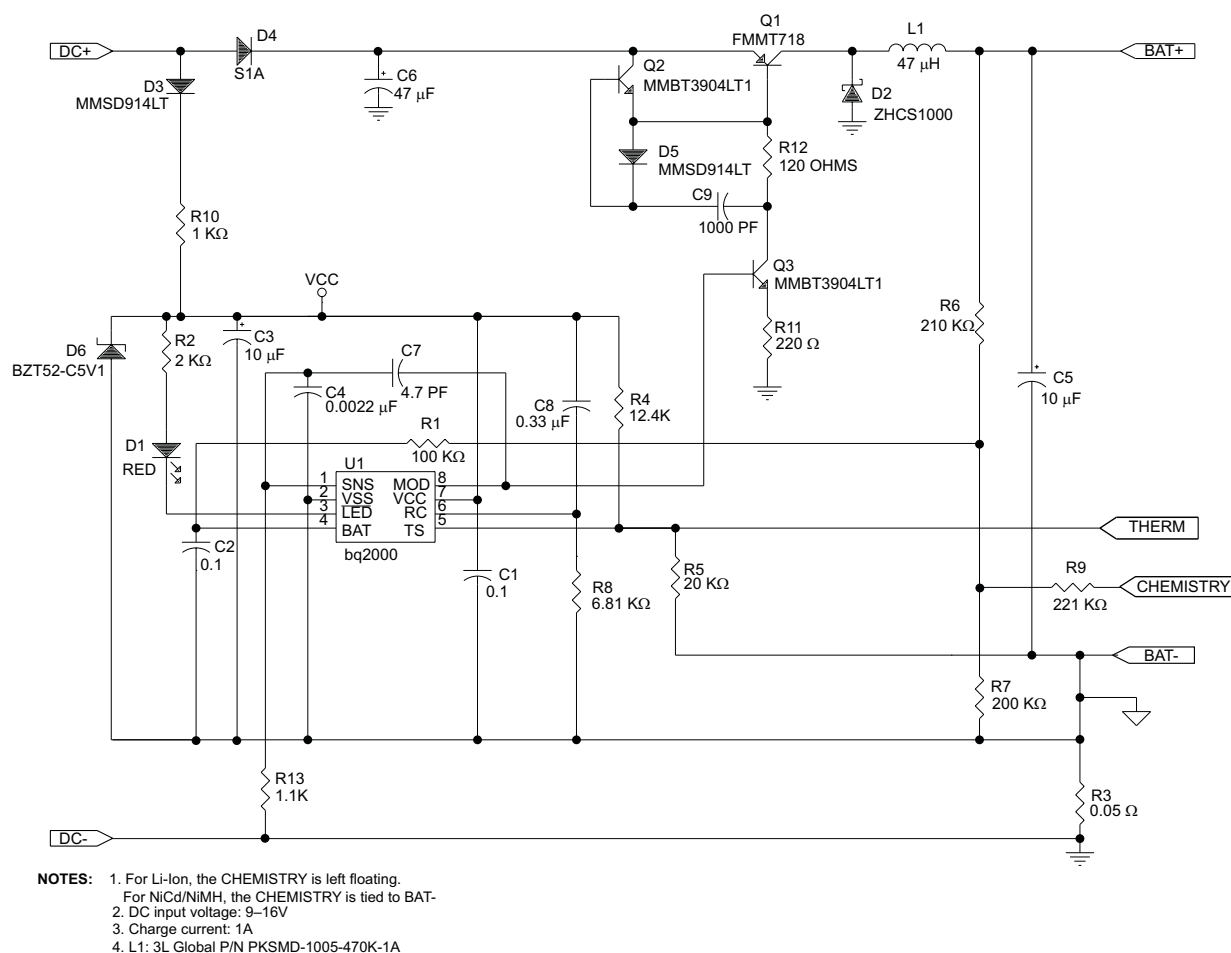 Q1
FMMT718
L1
47 μH
DC+
D4
S1A
BAT+
D3
MMSD914LT
C6
+
47 μF
Q2
MMBT3904LT1
D2
ZHCS1000
D5
MMSD914LT
R12
120 OHMS
C9
1000 PF
R10
1 KΩ
Q3
MMBT3904LT1
VCC
R6
210 KΩ
R11
220 Ω
D6
BZT52-C5V1
R2
2 KΩ
+
C3
10 μF
C7
4.7 PF
C4
0.0022 μF
C8
0.33 μF
R4
12.4K
+
C5
10 μF
R1
100 KΩ
D1
RED
U1
1 SNS MOD 8
2 VSS VCC 7
3 LED RC 6
4 BAT TS 5
bq2000
THERM
C2
0.1
C1
0.1
R8
6.81 KΩ
R5
20 KΩ
R9
221 KΩ
CHEMISTRY
BAT-
R7
200 KΩ
R13
1.1K
R3
0.05 Ω
DC-
NOTES: 1. For Li-Ion, the CHEMISTRY is left floating.
For NiCd/NiMH, the CHEMISTRY is tied to BAT-
2. DC input voltage: 9–16V
3. Charge current: 1A
4. L1: 3L Global P/N PKSMD-1005-470K-1A